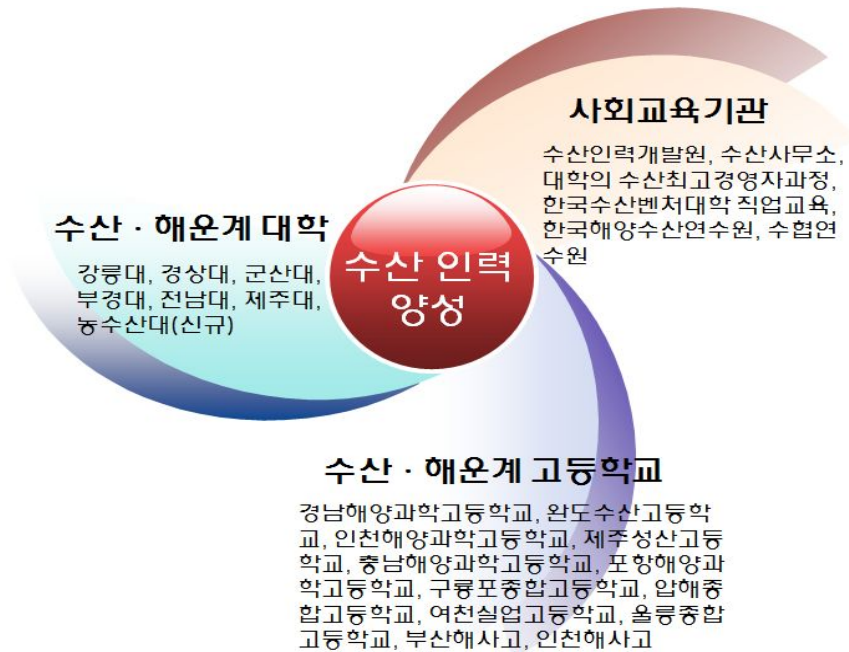 사회교육기관
수산인력개발원, 수산사무소,
대학의 수산최고경영자과정,
한국수산벤처대학 직업교육,
한국해양수산연수원, 수협연
수원
수산 · 해운계 대학
강릉대, 경상대, 군산대,
부경대, 전남대, 제주대,
농수산대(신규)
수산 인력
양성
수산 · 해운계 고등학교
경남해양과학고등학교, 완도수산고등학
교, 인천해양과학고등학교, 제주성산고등
학교, 충남해양과학고등학교, 포항해양과
학고등학교, 구룡포종합고등학교, 압해종
합고등학교, 여천실업고등학교, 울릉종합
고등학교, 부산해사고, 인천해사고